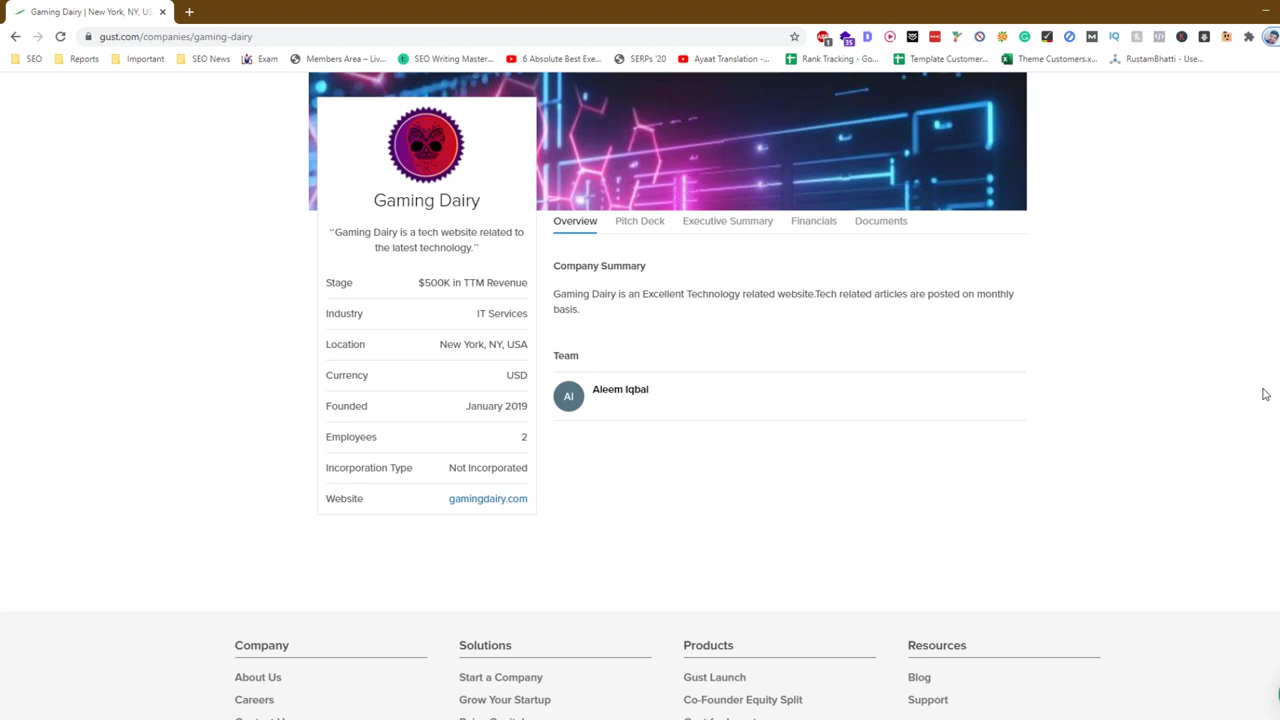 Gaming Dairy | New York, NY, US
gust.com/companies/gaming-dairy
SEO
Reports
Important
SEO News
Exam
Members Area – Liv...
SEO Writing Master...
6 Absolute Best Exe...
SERPs '20
Ayaat Translation -...
Rank Tracking - Go...
Template Customer...
Theme Customers.x...
RustamBhatti - Use...
Gaming Dairy
“Gaming Dairy is a tech website related to
the latest technology.”
Stage $500K in TTM Revenue
Industry IT Services
Location New York, NY, USA
Currency USD
Founded January 2019
Employees 2
Incorporation Type Not Incorporated
Website gamingdairy.com
Overview Pitch Deck Executive Summary Financials Documents
Company Summary
Gaming Dairy is an Excellent Technology related website.Tech related articles are posted on monthly
basis.
Team
AI Aleem Iqbal
Company
About Us
Careers
Solutions
Start a Company
Grow Your Startup
Products
Gust Launch
Co-Founder Equity Split
Resources
Blog
Support